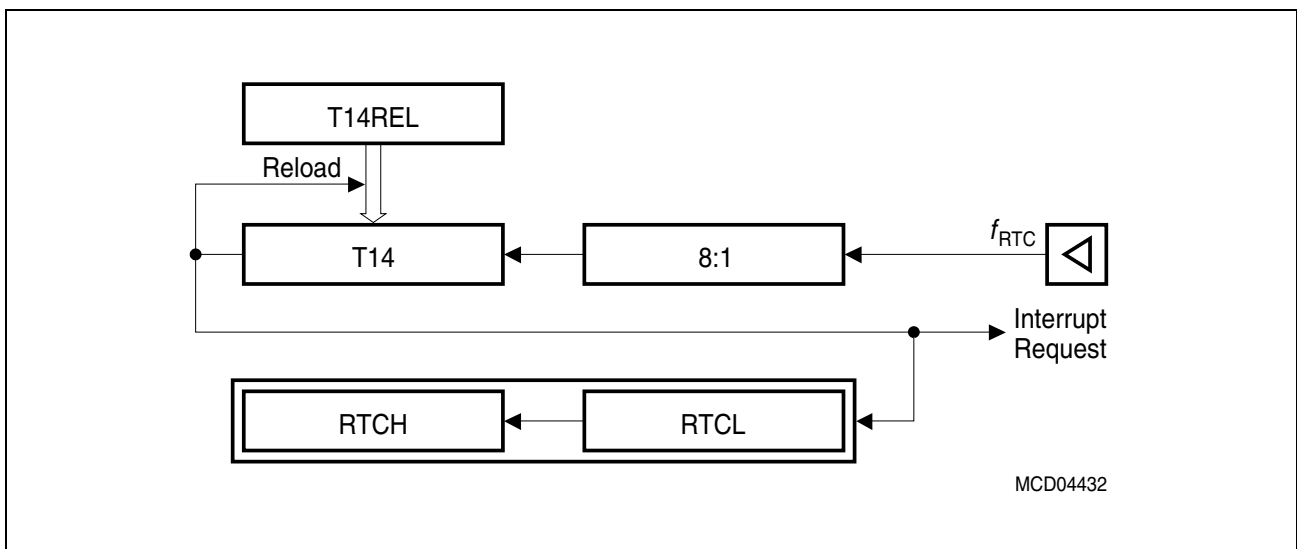 T14REL
Reload
T14
8:1
fRTC
Interrupt
Request
RTCH
RTCL
MCD04432